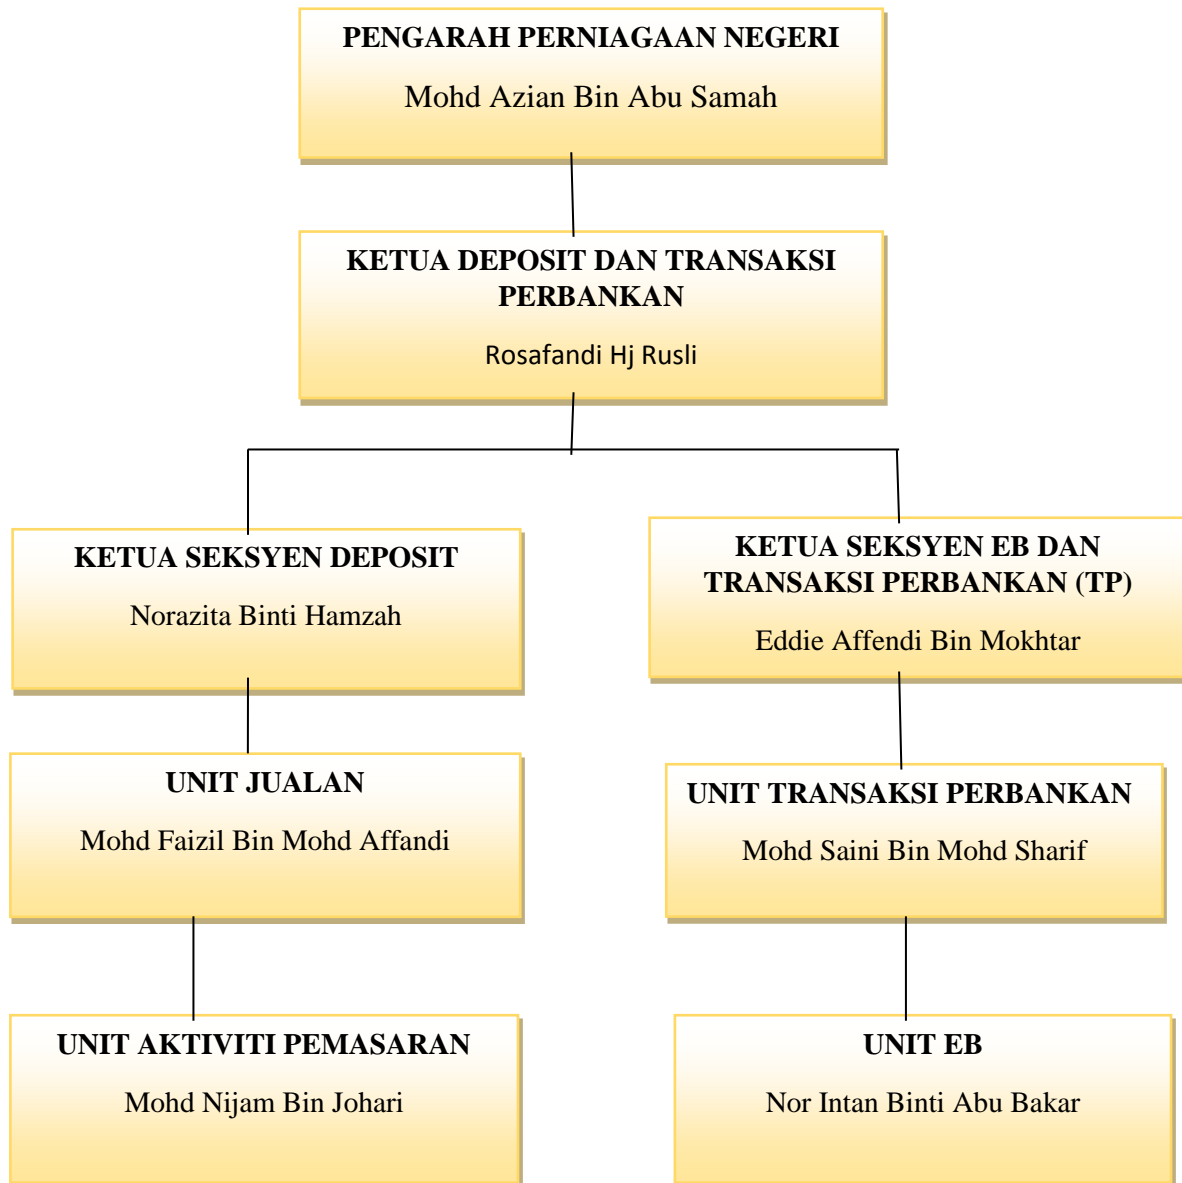 PENGARAH PERNIAGAAN NEGERI
Mohd Azian Bin Abu Samah
KETUA DEPOSIT DAN TRANSAKSI
PERBANKAN
Rosafandi Hj Rusli
KETUA SEKSYEN DEPOSIT
Norazita Binti Hamzah
KETUA SEKSYEN EB DAN
TRANSAKSI PERBANKAN (TP)
Eddie Affendi Bin Mokhtar
UNIT JUALAN
Mohd Faizil Bin Mohd Affandi
UNIT TRANSAKSI PERBANKAN
Mohd Saini Bin Mohd Sharif
UNIT AKTIVITI PEMASARAN
Mohd Nijam Bin Johari
UNIT EB
Nor Intan Binti Abu Bakar